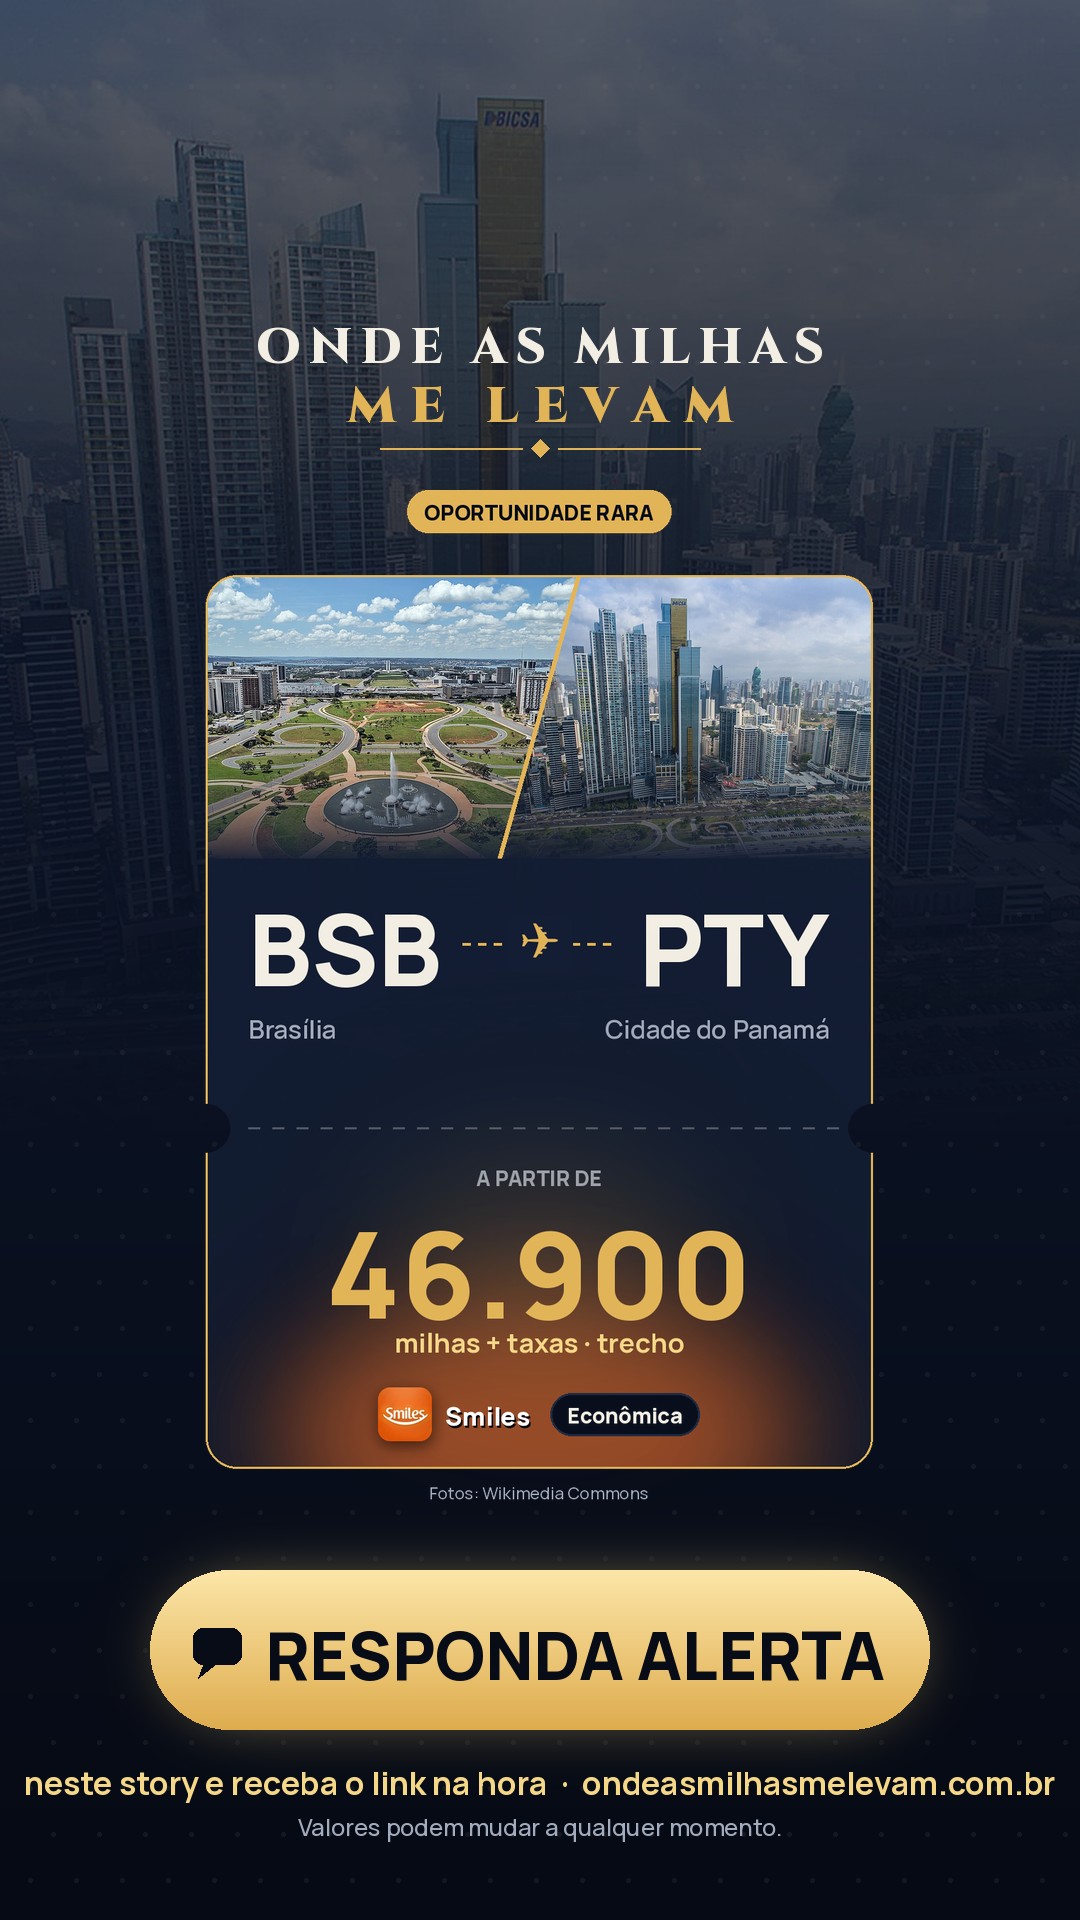 BICSA
ONDE AS MILHAS
ME LEVAM
OPORTUNIDADE RARA
BICSA
BSB PTY
Brasília Cidade do Panamá
A PARTIR DE
46.900
milhas + taxas · trecho
Smiles Smiles Econômica
Fotos: Wikimedia Commons
RESPONDA ALERTA
neste story e receba o link na hora · ondeasmilhasmelevam.com.br
Valores podem mudar a qualquer momento.